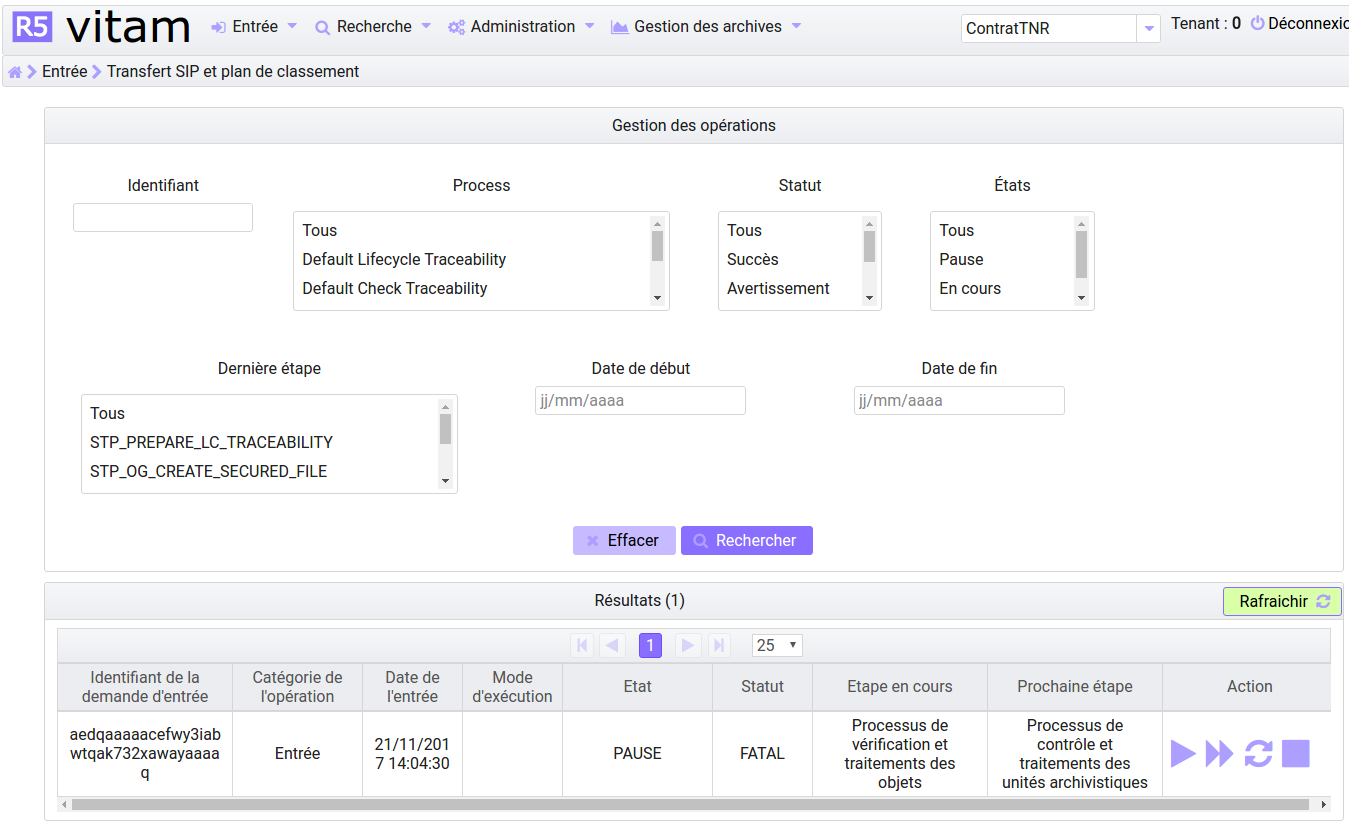 R5 vitam Entrée Recherche Administration Gestion des archives ContratTNR Tenant : 0 Déconnexio
Entrée Transfert SIP et plan de classement
Gestion des opérations
Identifiant Process Statut États
Tous Tous Tous
Default Lifecycle Traceability Succès Pause
Default Check Traceability Avertissement En cours
Dernière étape Date de début Date de fin
jj/mm/aaaa jj/mm/aaaa
Tous
STP_PREPARE_LC_TRACEABILITY
STP_OG_CREATE_SECURED_FILE
Effacer Rechercher
Résultats (1) Rafraichir
1 25
Identifiant de la
demande d'entrée
Catégorie de
l'opération
Date de
l'entrée
Mode
d'exécution
Etat
Statut
Etape en cours
Prochaine étape
Action
aedqaaaaacefwy3iab
wtqak732xawayaaaa
q
Entrée
21/11/201
7 14:04:30
PAUSE
FATAL
Processus de
vérification et
traitements des
objets
Processus de
contrôle et
traitements des
unités archivistiques